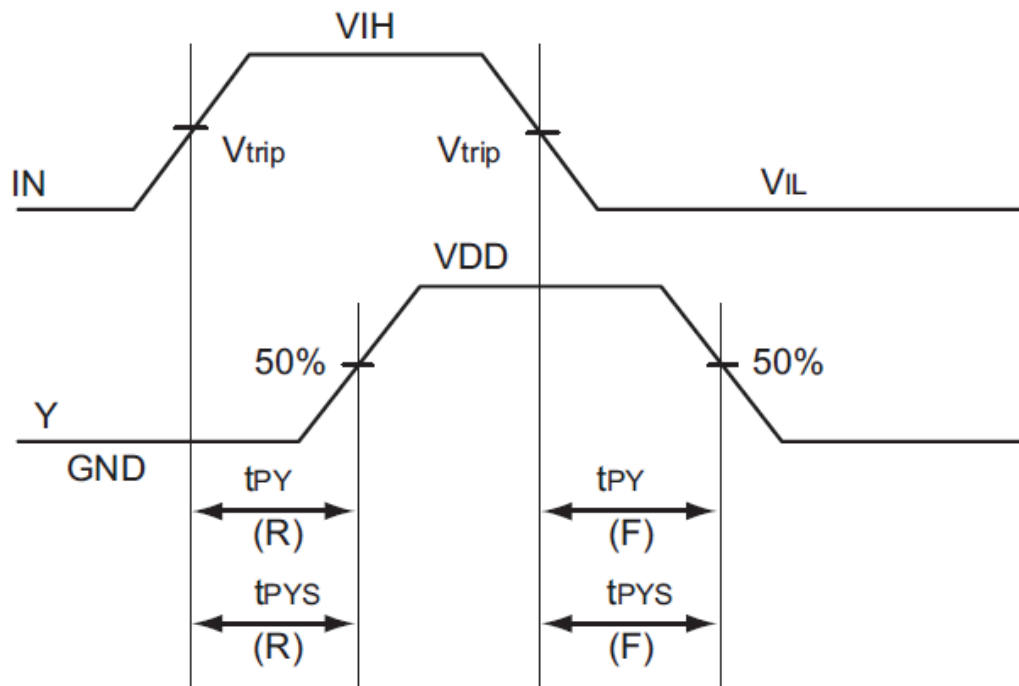 VIH
Vtrip Vtrip
IN VIL
VDD
50% 50%
Y
GND
tPY tPY
(R) (F)
tPYS tPYS
(R) (F)